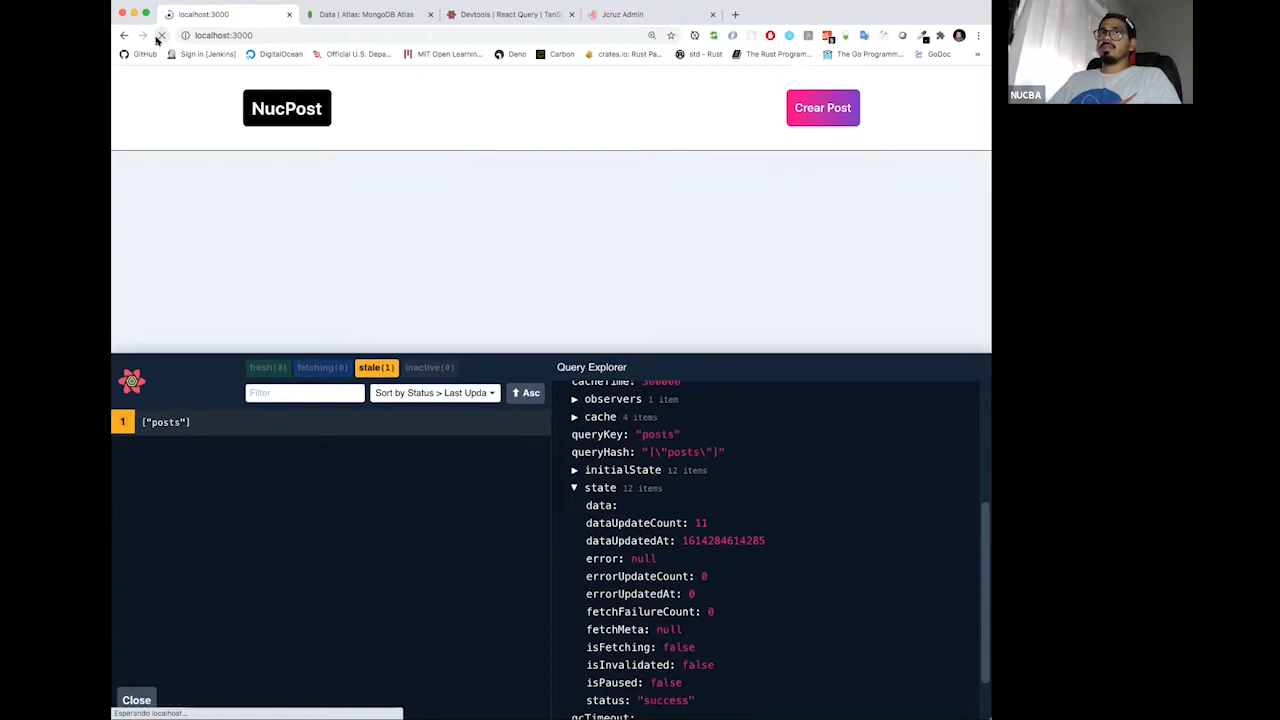 localhost:3000
Data | Atlas: MongoDB Atlas
Devtools | React Query | TanSt
Jcruz Admin
localhost:3000
GitHub
Sign in [Jenkins]
DigitalOcean
Official U.S. Depar...
MIT Open Learnin...
Deno
Carbon
crates.io: Rust Pa...
std - Rust
The Rust Program...
The Go Programm...
GoDoc
»
NUCBA
NucPost
Crear Post
fresh(0)
fetching(0)
stale(1)
inactive(0)
Filter
Sort by Status > Last Upda
Asc
1
["posts"]
Close
Esperando localhost...
Query Explorer
cacheTime: 300000
observers 1 item
cache 4 items
queryKey: "posts"
queryHash: "[\"posts\"]"
initialState 12 items
state 12 items
data:
dataUpdateCount: 11
dataUpdatedAt: 1614284614285
error: null
errorUpdateCount: 0
errorUpdatedAt: 0
fetchFailureCount: 0
fetchMeta: null
isFetching: false
isInvalidated: false
isPaused: false
status: "success"
gcTimeout: